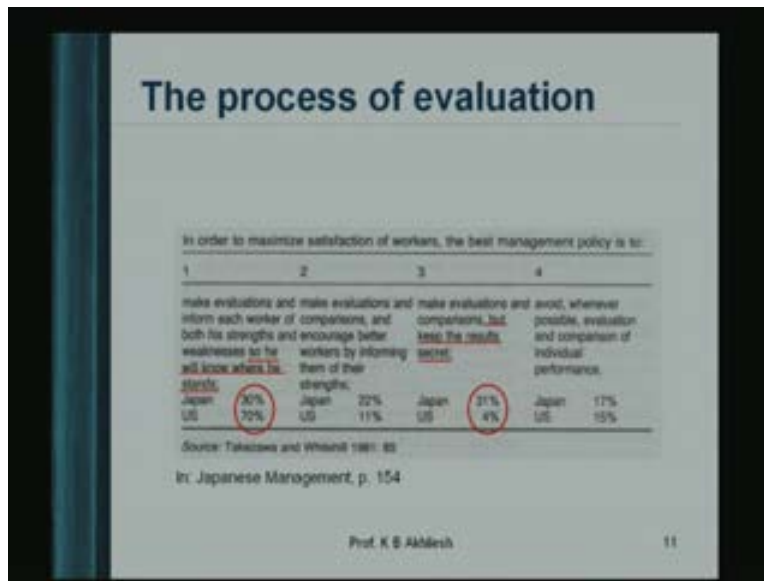 The process of evaluation
In order to maximize satisfaction of workers, the best management policy is to:
1 2 3 4
make evaluations and
inform each worker of
both his strengths and
weaknesses so he
will know where he
stands;
Japan 30%
US 70%
make evaluations and
comparisons, and
encourage better
workers by informing
them of their
strengths;
Japan 22%
US 11%
make evaluations and
comparisons, but
keep the results
secret;
Japan 31%
US 4%
avoid, whenever
possible, evaluation
and comparison of
individual
performance.
Japan 17%
US 15%
Source: Takezawa and Whitehill 1981: 83
In: Japanese Management, p. 154
Prof. K B Akhilesh
11